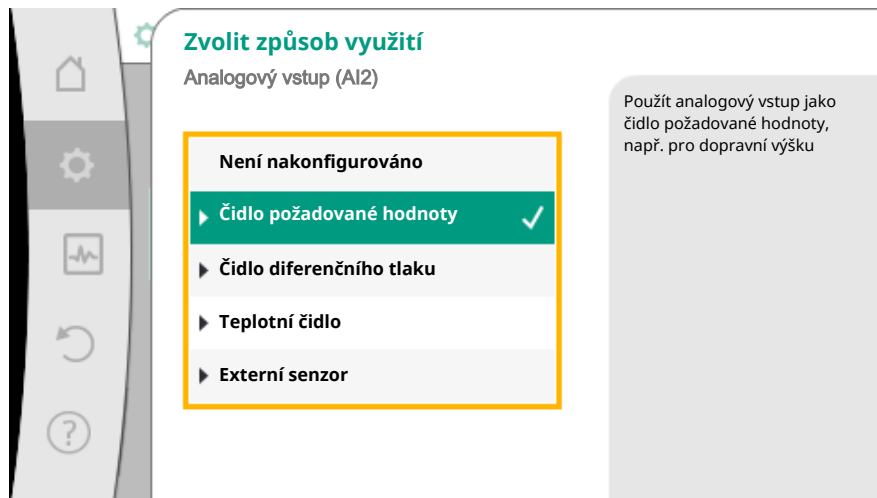 Zvolit způsob využití
Analogový vstup (AI2)
Není nakonfigurováno
Čidlo požadované hodnoty
Čidlo diferenčního tlaku
Teplotní čidlo
Externí senzor
Použít analogový vstup jako
čidlo požadované hodnoty,
např. pro dopravní výšku
?